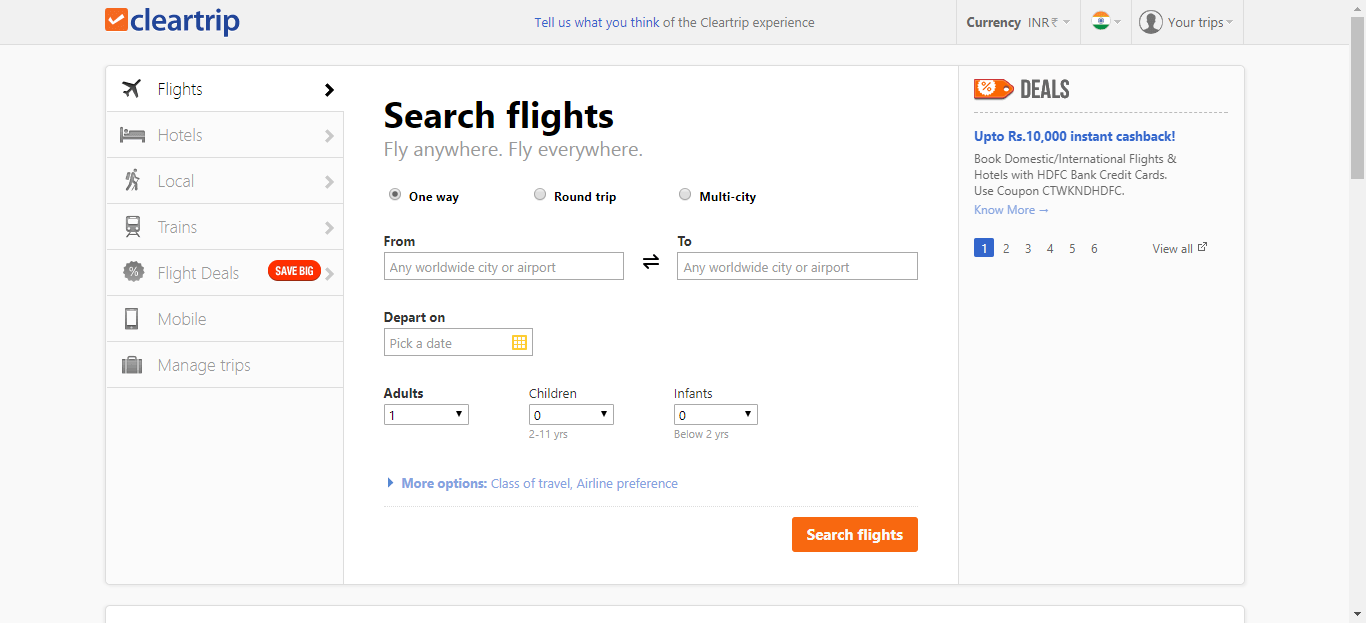 cleartrip
Tell us what you think of the Cleartrip experience
Currency INR ₹
Your trips
Flights
Hotels
Local
Trains
Flight Deals SAVE BIG
Mobile
Manage trips
Search flights
Fly anywhere. Fly everywhere.
One way Round trip Multi-city
From To
Any worldwide city or airport Any worldwide city or airport
Depart on
Pick a date
Adults Children Infants
1 0 0
2-11 yrs Below 2 yrs
More options: Class of travel, Airline preference
Search flights
% DEALS
Upto Rs.10,000 instant cashback!
Book Domestic/International Flights &
Hotels with HDFC Bank Credit Cards.
Use Coupon CTWKNDHDFC.
Know More →
1 2 3 4 5 6 View all